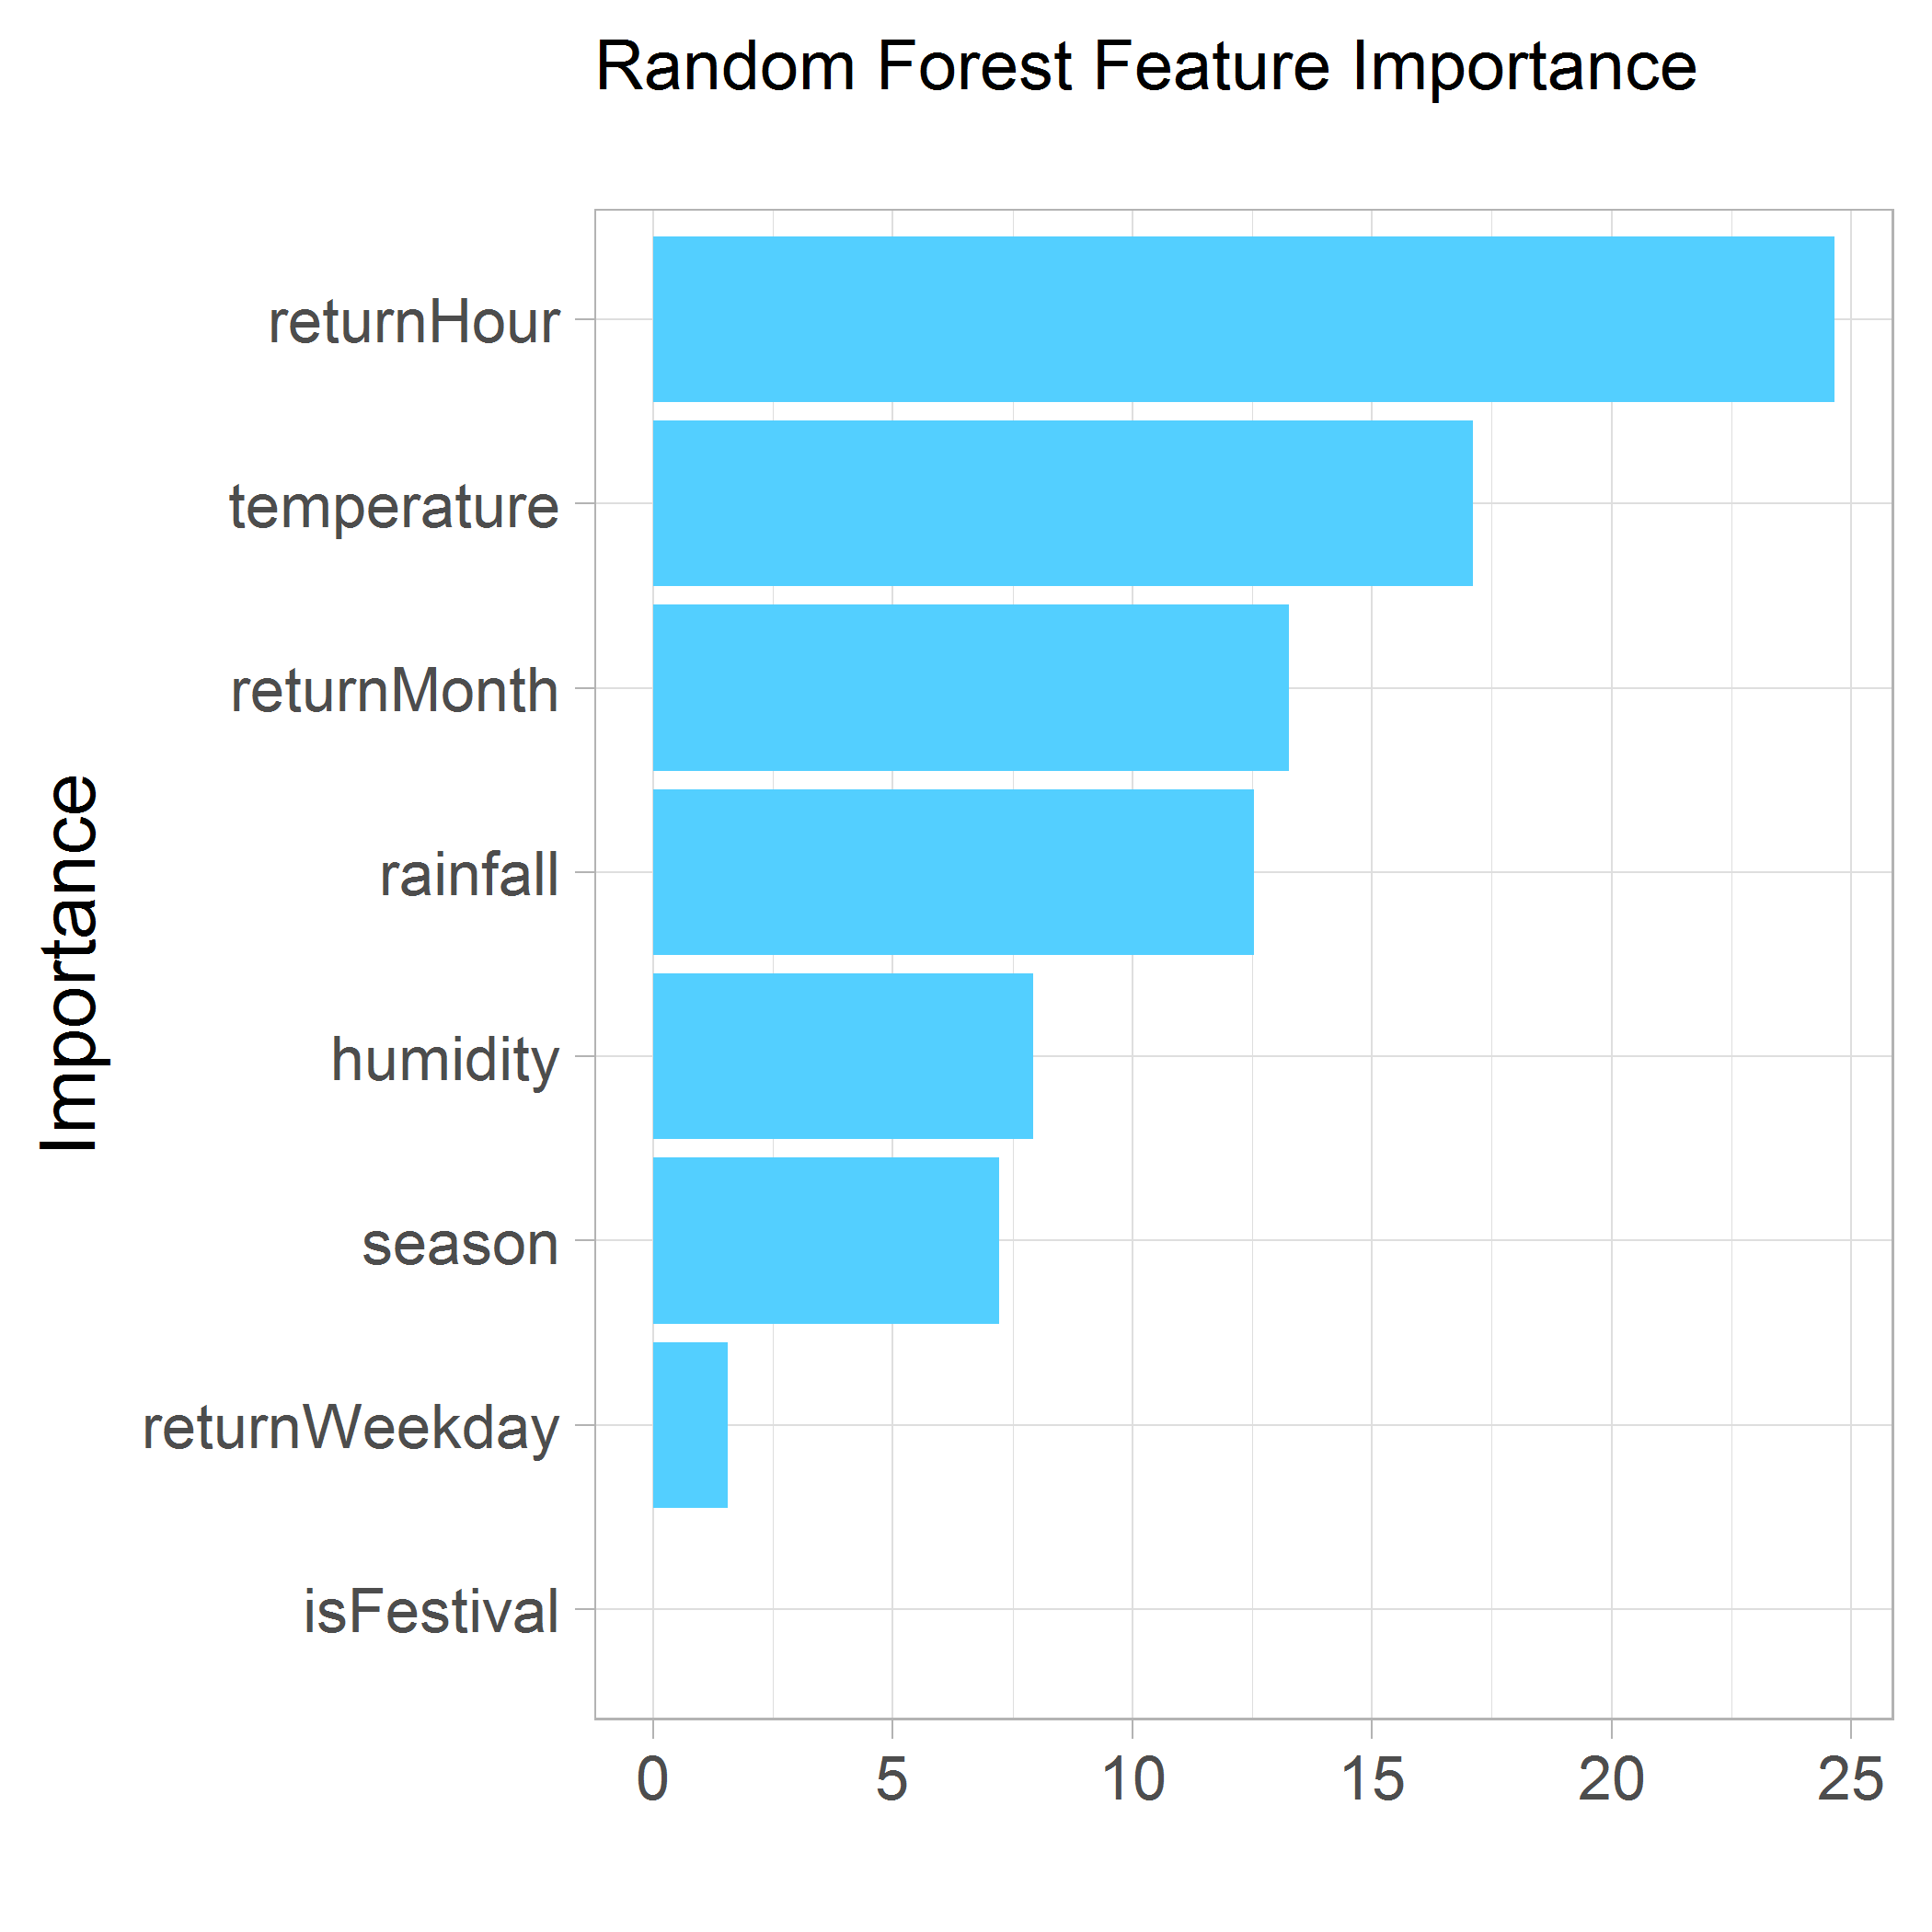 Random Forest Feature Importance
Importance
returnHour
temperature
returnMonth
rainfall
humidity
season
returnWeekday
isFestival
0 5 10 15 20 25